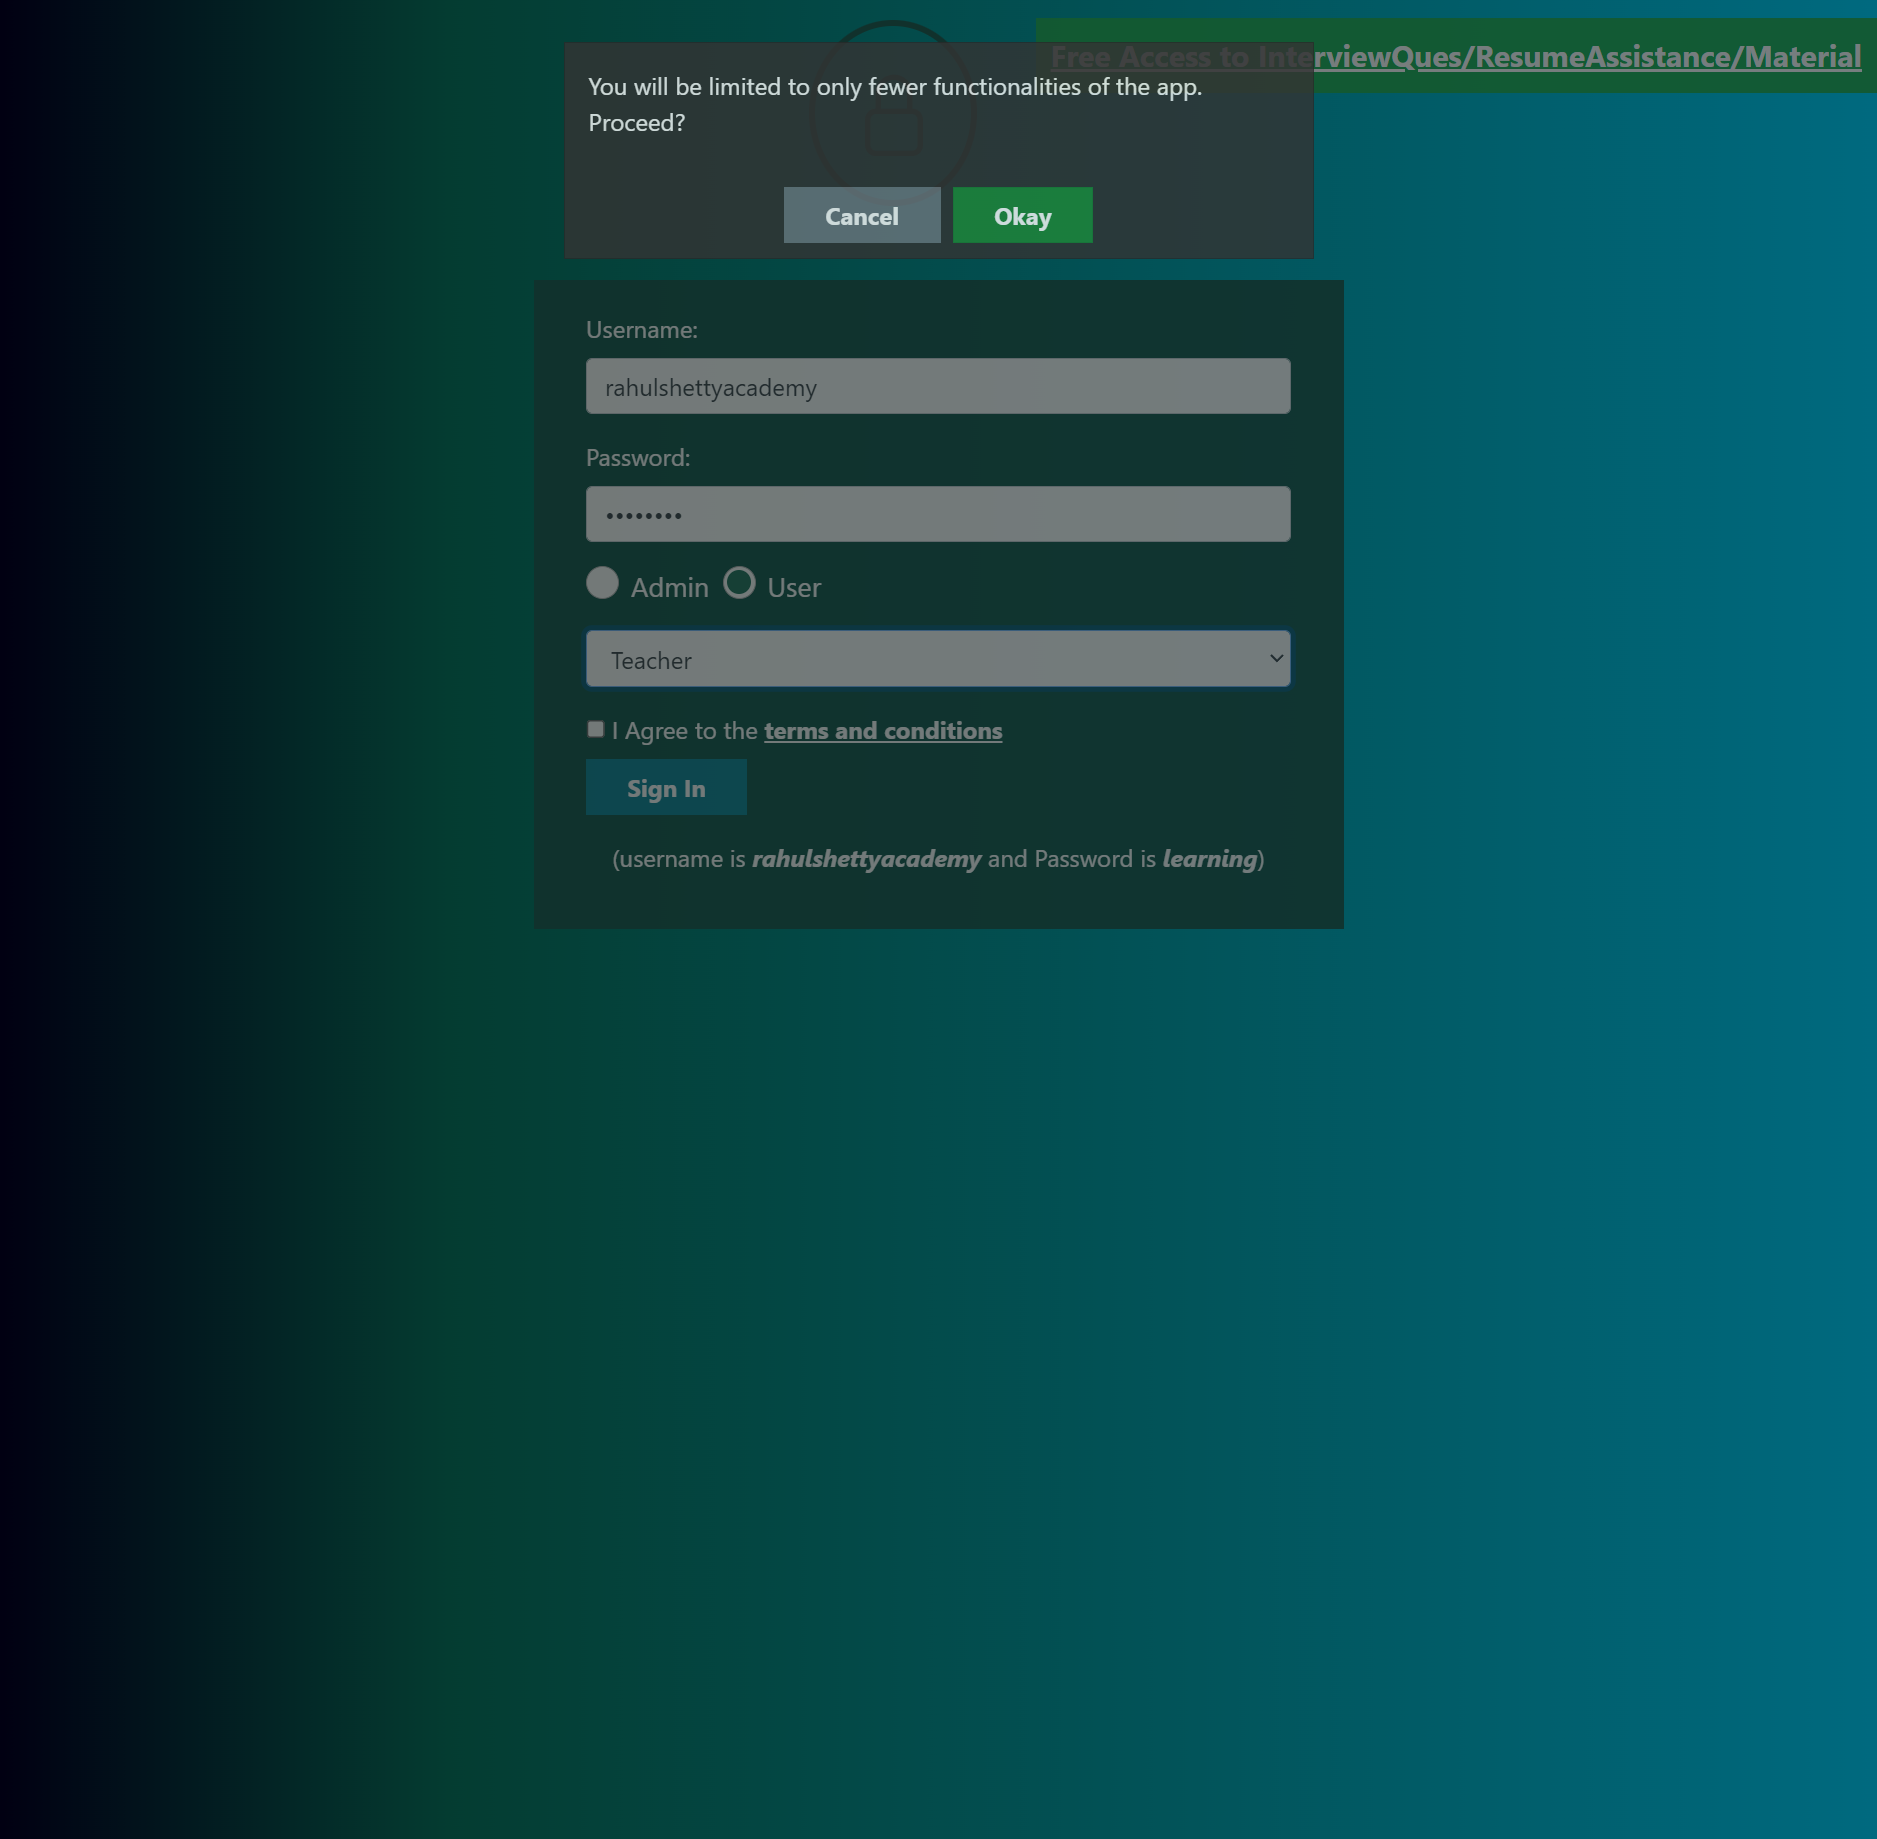 Free Access to InterviewQues/ResumeAssistance/Material
You will be limited to only fewer functionalities of the app.
Proceed?
Cancel Okay
Username:
rahulshettyacademy
Password:
••••••••
Admin User
Teacher
I Agree to the terms and conditions
Sign In
(username is rahulshettyacademy and Password is learning)